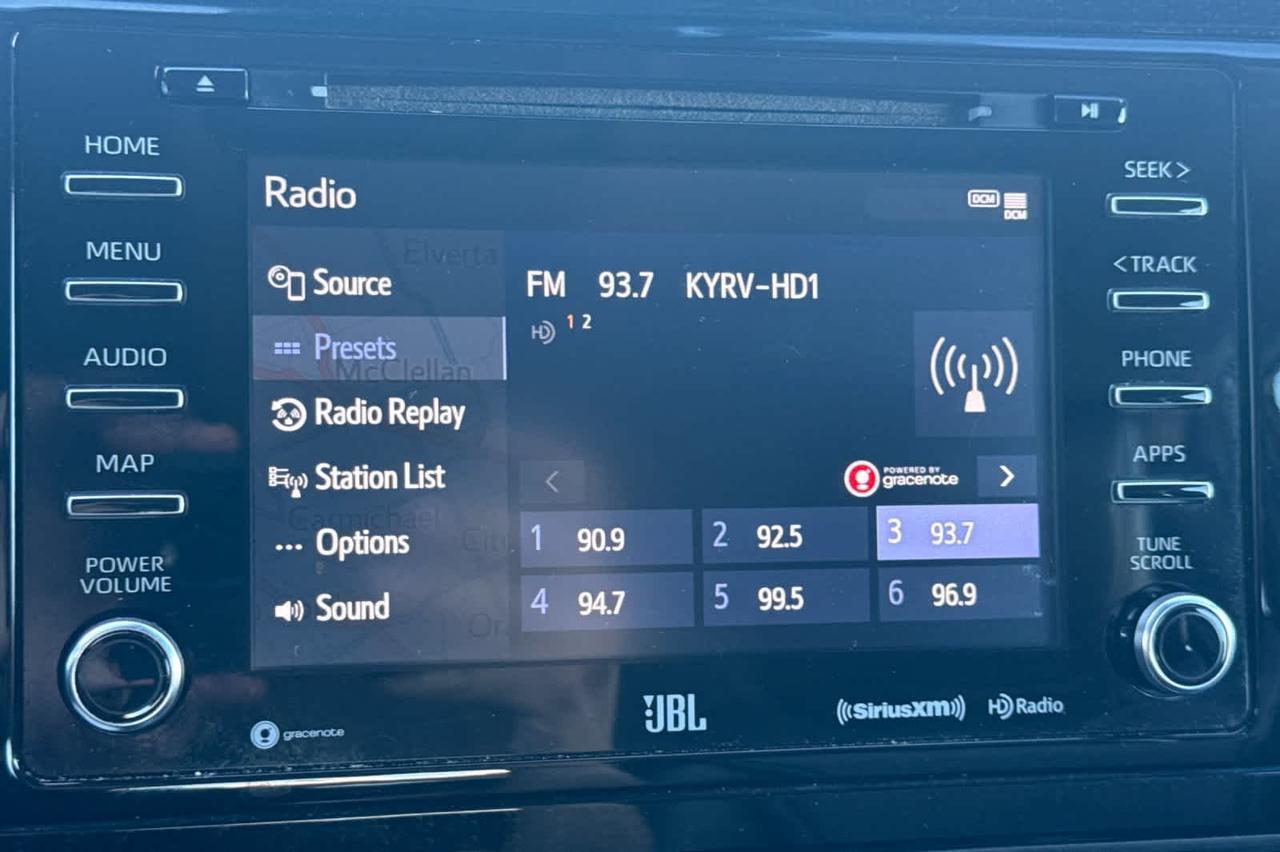 HOME
MENU
AUDIO
MAP
POWER
VOLUME
Radio
DCM
DCM
Elverta
Source
Presets
McClellan
Radio Replay
Station List
Carmichael
Options
Sound
FM 93.7 KYRV-HD1
HD 1 2
<
POWERED BY
gracenote
>
1 90.9
2 92.5
3 93.7
4 94.7
5 99.5
6 96.9
SEEK >
< TRACK
PHONE
APPS
TUNE
SCROLL
gracenote
JBL
((SiriusXM))
HD Radio